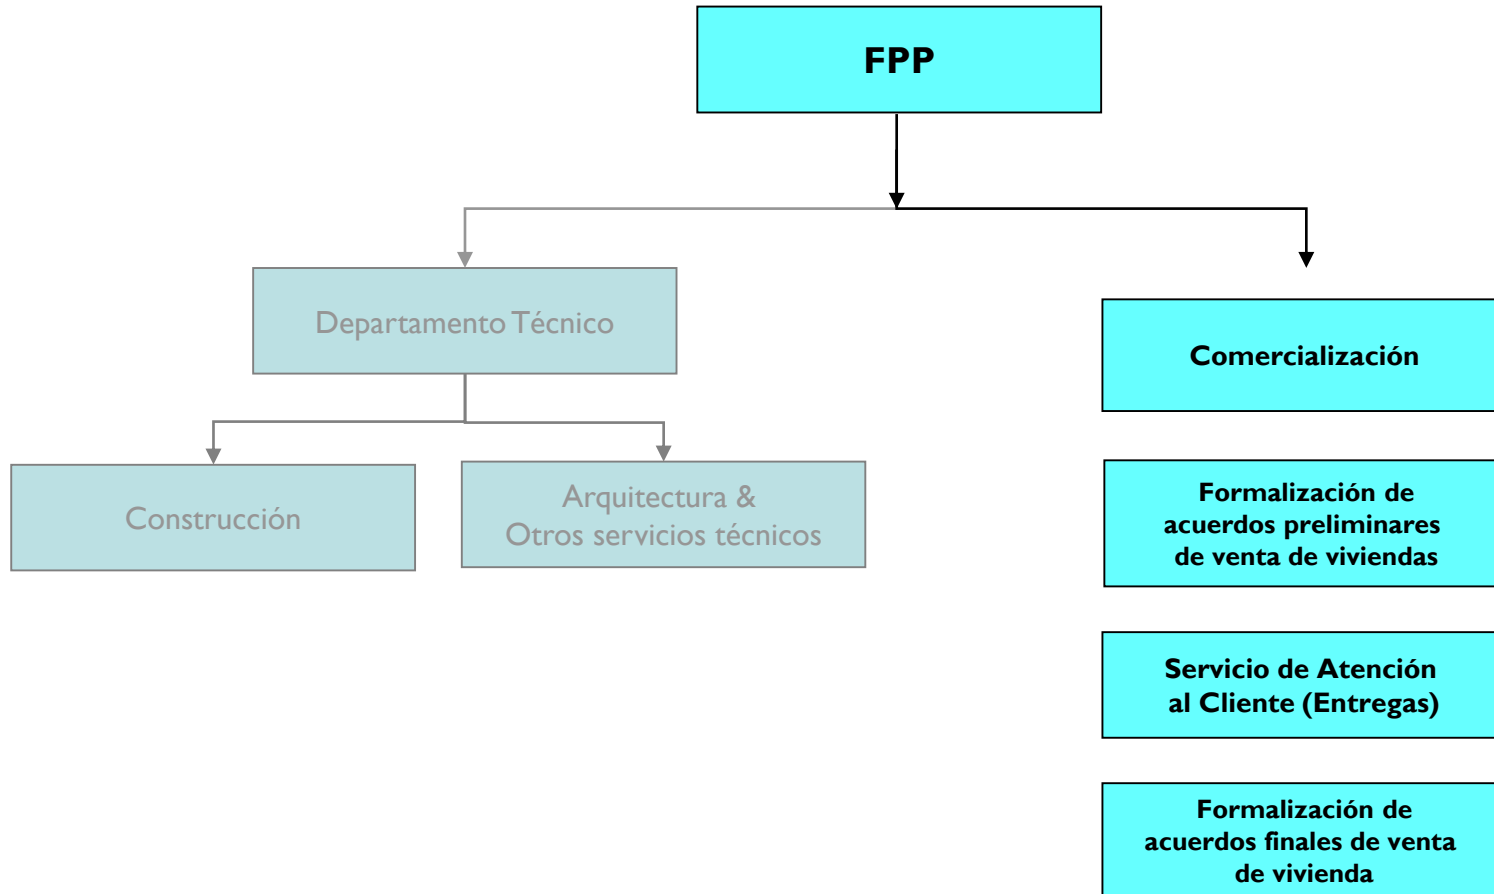 FPP
Departamento Técnico
Comercialización
Construcción
Arquitectura &
Otros servicios técnicos
Formalización de
acuerdos preliminares
de venta de viviendas
Servicio de Atención
al Cliente (Entregas)
Formalización de
acuerdos finales de venta
de vivienda